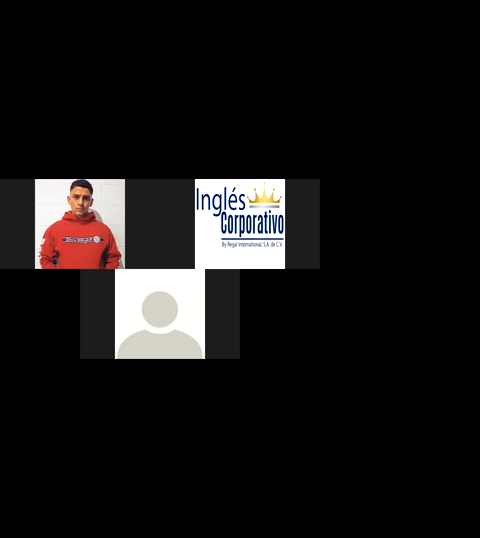 Inglés
Corporativo
By Regal International, S.A. de C.V.